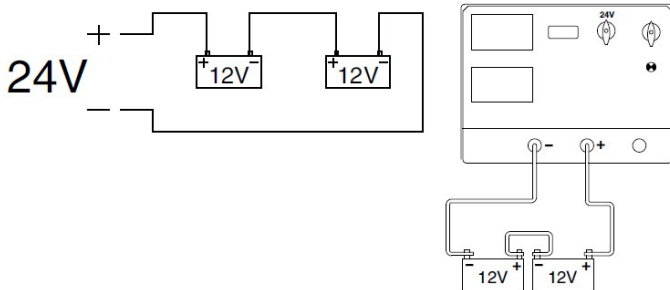 +
24V
–
+ 12V –
+ 12V –
24V
– +
– + – +
12V 12V